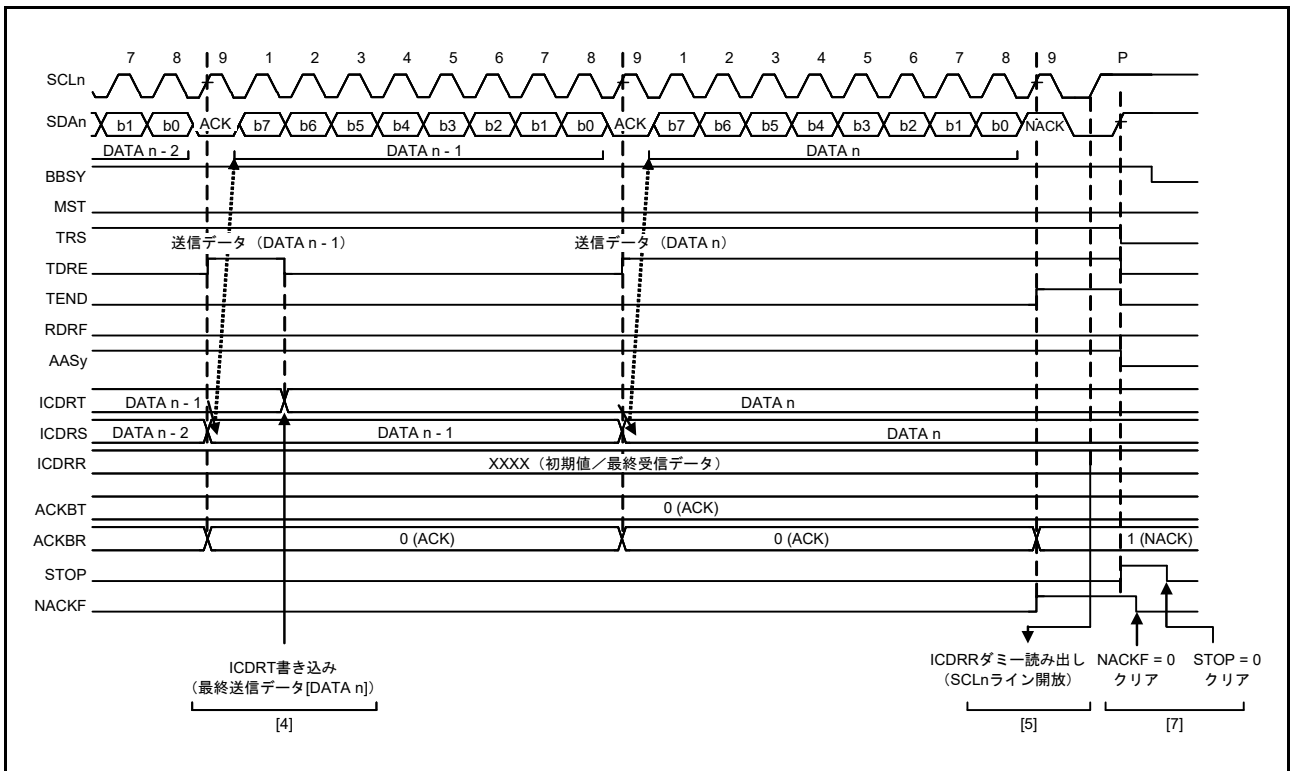 7 8 9 1 2 3 4 5 6 7 8 9 1 2 3 4 5 6 7 8 9 P
SCLn
SDAn b1 b0 ACK b7 b6 b5 b4 b3 b2 b1 b0 ACK b7 b6 b5 b4 b3 b2 b1 b0 NACK
DATA n - 2 DATA n - 1 DATA n
BBSY
MST
TRS
送信データ（DATA n - 1） 送信データ（DATA n）
TDRE
TEND
RDRF
AASy
ICDRT DATA n - 1 DATA n
ICDRS DATA n - 2 DATA n - 1 DATA n
ICDRR XXXX（初期値／最終受信データ）
ACKBT 0 (ACK)
ACKBR 0 (ACK) 0 (ACK) 1 (NACK)
STOP
NACKF
ICDRT書き込み
（最終送信データ[DATA n]）
[4]
ICDRRダミー読み出し
（SCLnライン開放）
[5]
NACKF = 0
クリア
STOP = 0
クリア
[7]